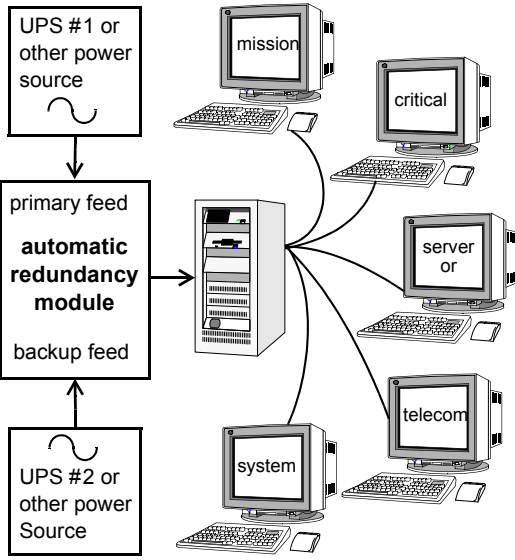 UPS #1 or
other power
source
primary feed
automatic
redundancy
module
backup feed
UPS #2 or
other power
Source
mission
critical
server
or
telecom
system